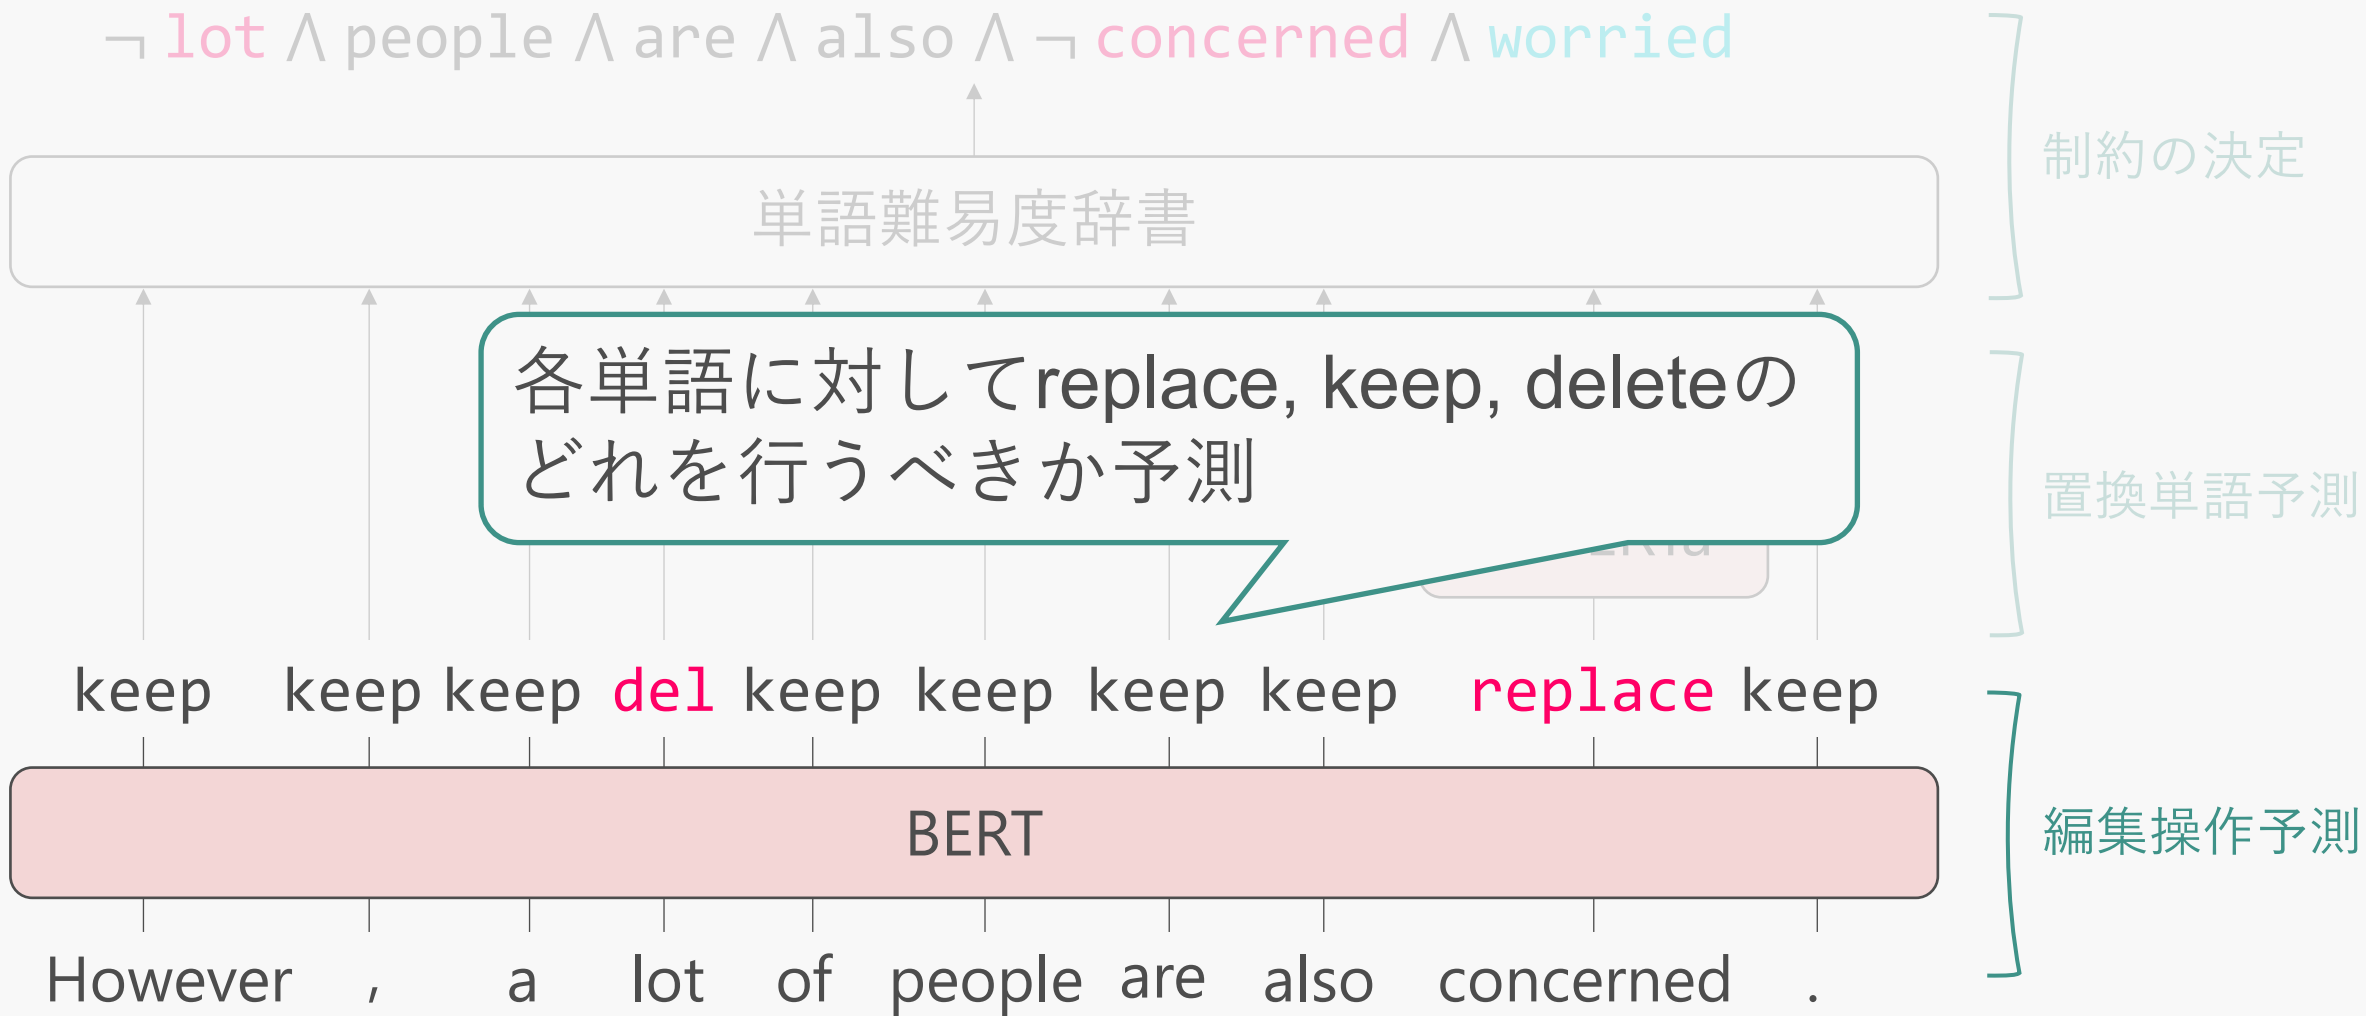 ¬ lot ∧ people ∧ are ∧ also ∧ ¬ concerned ∧ worried
制約の決定
単語難易度辞書
各単語に対してreplace, keep, deleteの
どれを行うべきか予測
置換単語予測
keep keep keep del keep keep keep keep replace keep
BERT
編集操作予測
However , a lot of people are also concerned .